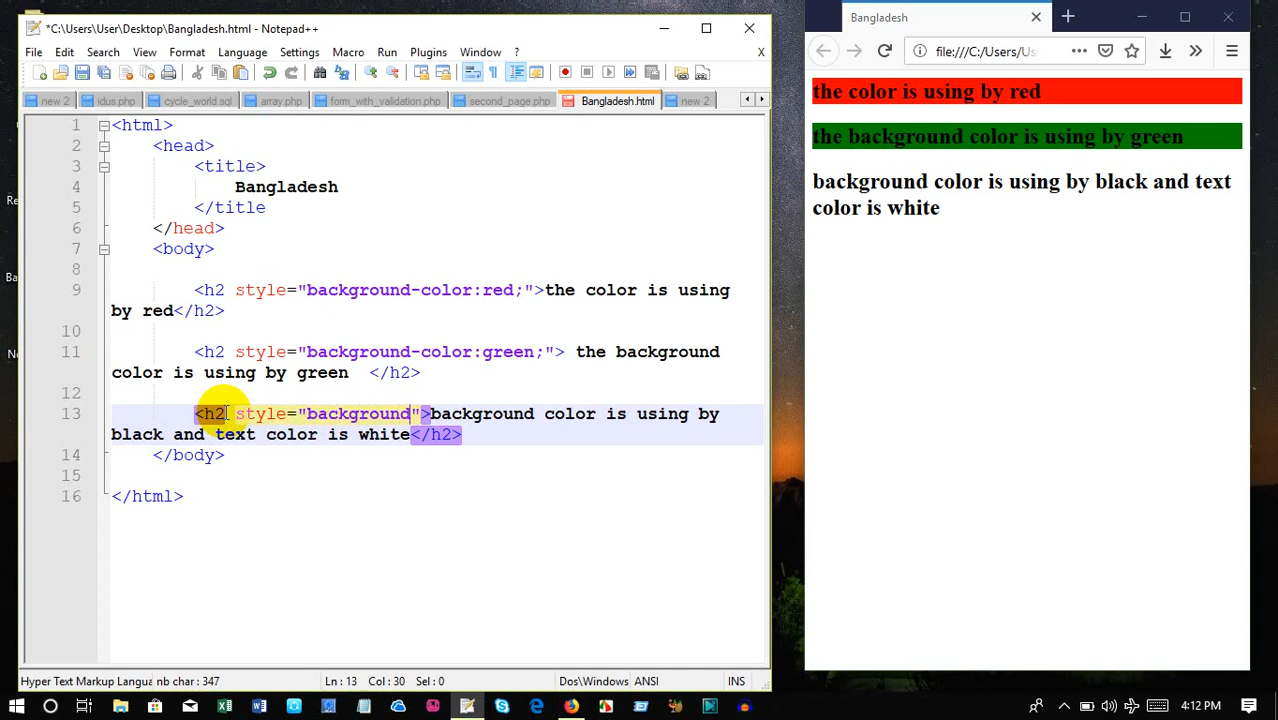 *C:\Users\User\Desktop\Bangladesh.html - Notepad++
File Edit Search View Format Language Settings Macro Run Plugins Window ? X
new 2 idus.php cycle_world.sql array.php form_with_validation.php second_page.php Bangladesh.html new 2
1 <html>
2 <head>
3 <title>
4 Bangladesh
5 </title
6 </head>
7 <body>
8
9 <h2 style="background-color:red;">the color is using
by red</h2>
10
11 <h2 style="background-color:green;"> the background
color is using by green </h2>
12
13 <h2 style="background">background color is using by
black and text color is white</h2>
14 </body>
15
16 </html>
Hyper Text Markup Langua nb char : 347 Ln : 13 Col : 30 Sel : 0 Dos\Windows ANSI INS
Bangladesh
file:///C:/Users/Us
the color is using by red
the background color is using by green
background color is using by black and text
color is white
4:12 PM